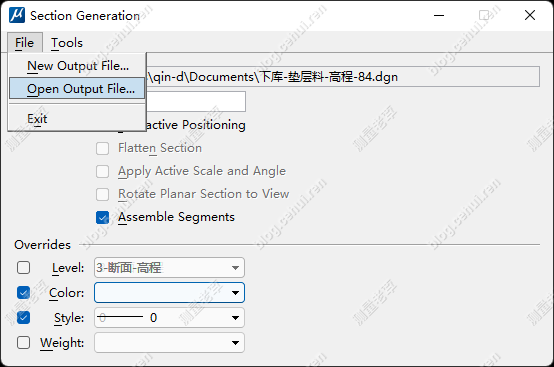 Section Generation
File Tools
New Output File...
\qin-d\Documents\下库-垫层料-高程-84.dgn
Open Output File...
Exit
active Positioning
Flatten Section
Apply Active Scale and Angle
Rotate Planar Section to View
Assemble Segments
Overrides
Level: 3-断面-高程
Color:
Style: 0 0
Weight: